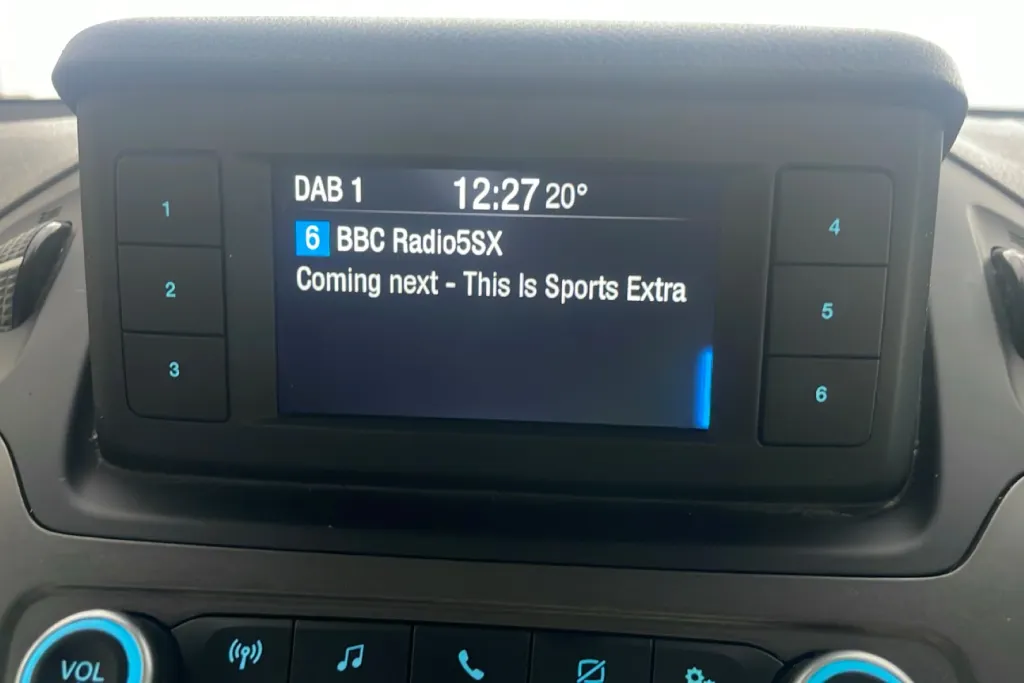 DAB 1 12:27 20°
6 BBC Radio5SX
Coming next - This Is Sports Extra
1
2
3
4
5
6
VOL